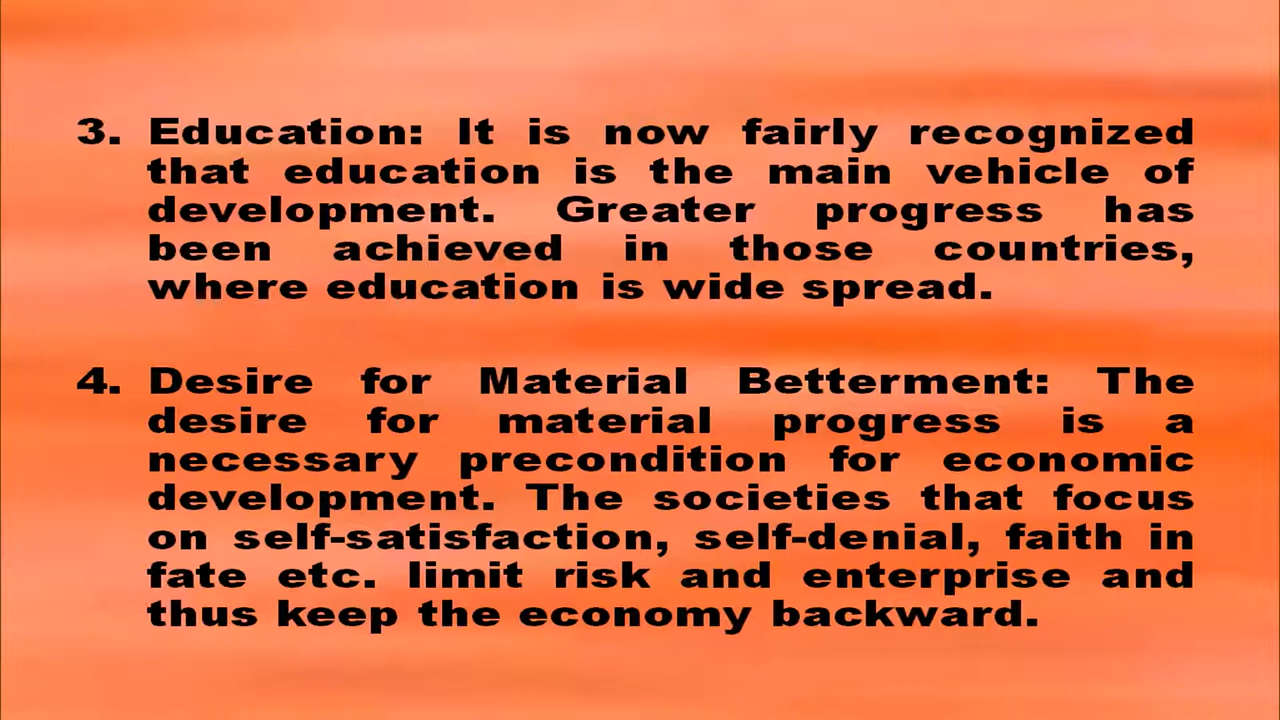 3. Education: It is now fairly recognized
that education is the main vehicle of
development. Greater progress has
been achieved in those countries,
where education is wide spread.
4. Desire for Material Betterment: The
desire for material progress is a
necessary precondition for economic
development. The societies that focus
on self-satisfaction, self-denial, faith in
fate etc. limit risk and enterprise and
thus keep the economy backward.